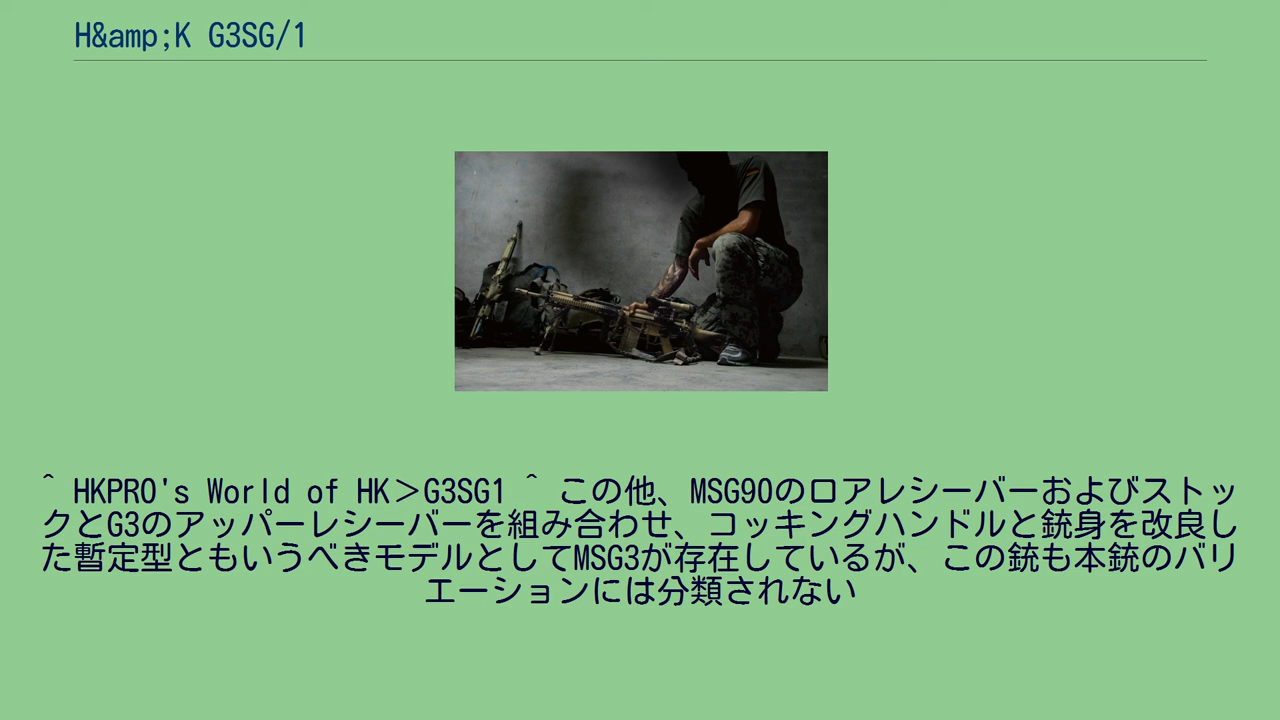 H&amp;K G3SG/1
^ HKPRO's World of HK＞G3SG1 ^ この他、MSG90のロアレシーバーおよびストッ
クとG3のアッパーレシーバーを組み合わせ、コッキングハンドルと銃身を改良し
た暫定型ともいうべきモデルとしてMSG3が存在しているが、この銃も本銃のバリ
エーションには分類されない